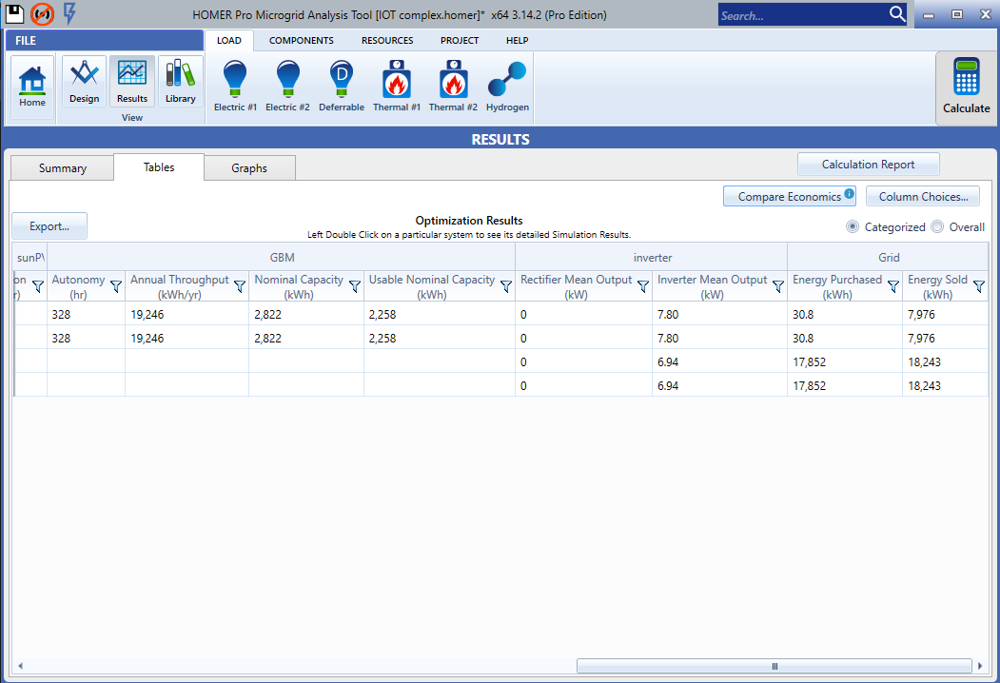 HOMER Pro Microgrid Analysis Tool [IOT complex.homer]* x64 3.14.2 (Pro Edition)
Search...
FILE
LOAD COMPONENTS RESOURCES PROJECT HELP
Home
Design Results Library
View
D
Electric #1 Electric #2 Deferrable Thermal #1 Thermal #2 Hydrogen
Calculate
RESULTS
Summary Tables Graphs
Calculation Report
Compare Economics i Column Choices...
Export...
Optimization Results
Left Double Click on a particular system to see its detailed Simulation Results.
Categorized Overall
sunPV GBM inverter Grid
on Autonomy Annual Throughput Nominal Capacity Usable Nominal Capacity Rectifier Mean Output Inverter Mean Output Energy Purchased Energy Sold
r) (hr) (kWh/yr) (kWh) (kWh) (kW) (kW) (kWh) (kWh)
328 19,246 2,822 2,258 0 7.80 30.8 7,976
328 19,246 2,822 2,258 0 7.80 30.8 7,976
0 6.94 17,852 18,243
0 6.94 17,852 18,243